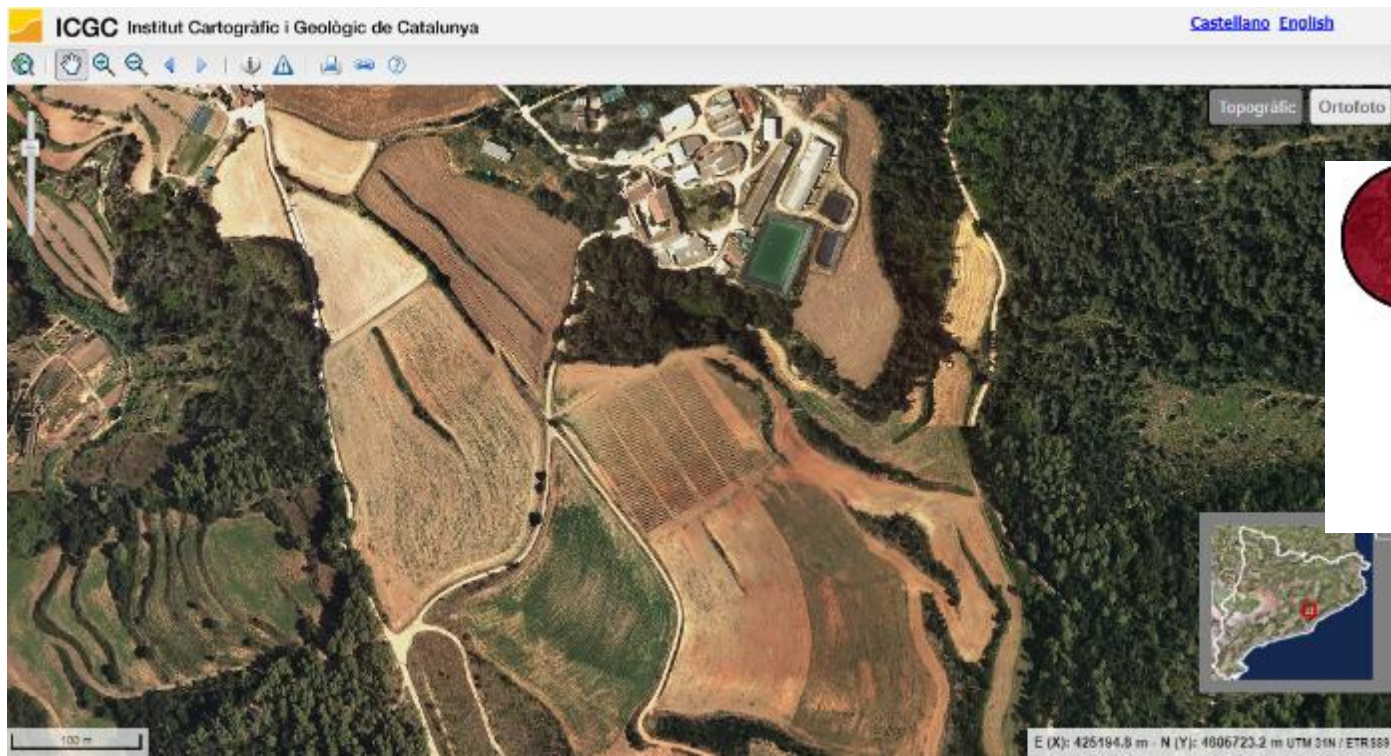 ICGC Institut Cartogràfic i Geològic de Catalunya
Castellano English
Topogràfic Ortofoto
100 m
E (X): 425194.8 m - N (Y): 4606723.2 m UTM 31N / ETRS89